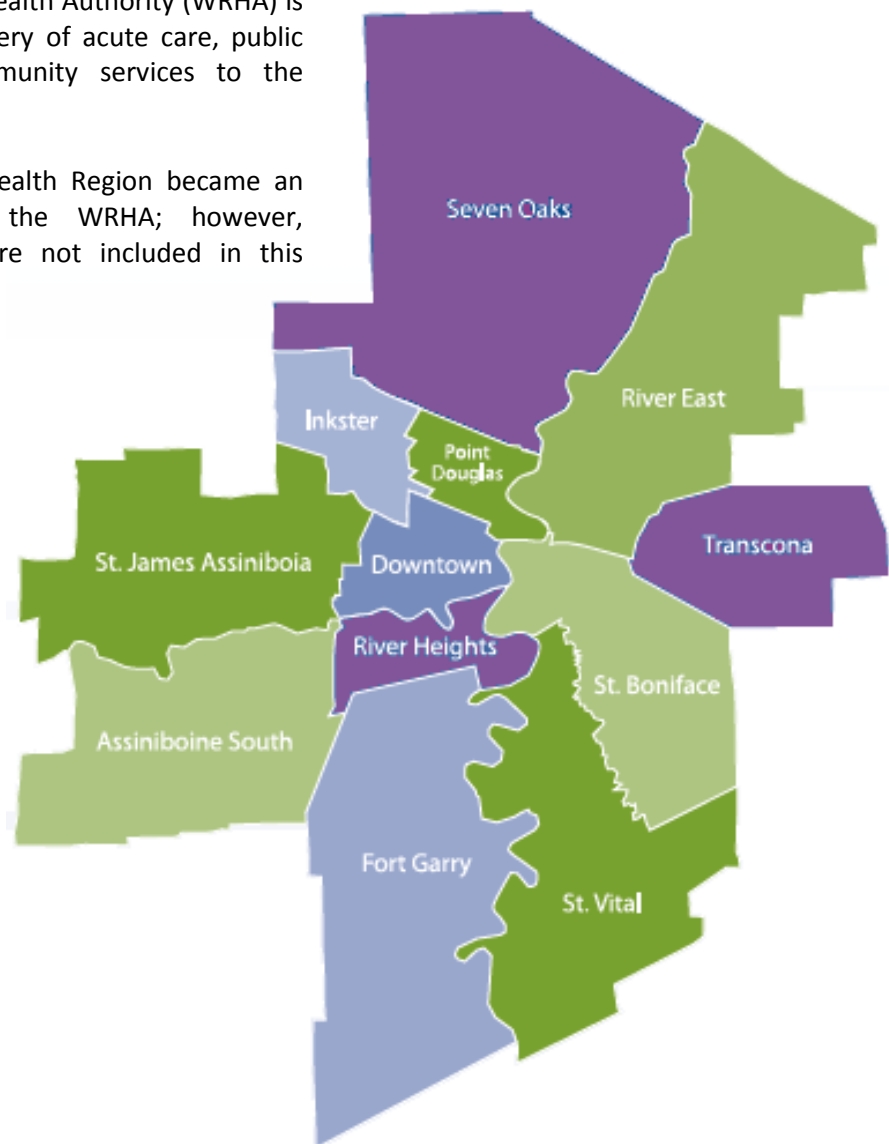 ealth Authority (WRHA) is
ery of acute care, public
munity services to the
ealth Region became an
the WRHA; however,
re not included in this
Seven Oaks
River East
Inkster
Point
Douglas
Transcona
St. James Assiniboia
Downtown
River Heights
St. Boniface
Assiniboine South
Fort Garry
St. Vital